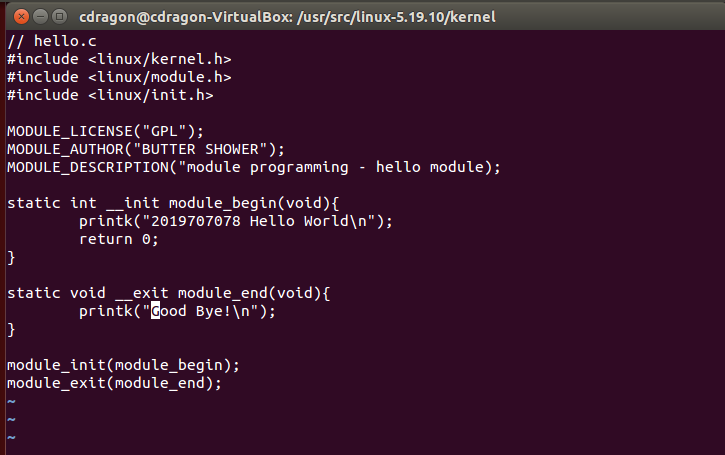 cdragon@cdragon-VirtualBox: /usr/src/linux-5.19.10/kernel
// hello.c
#include <linux/kernel.h>
#include <linux/module.h>
#include <linux/init.h>

MODULE_LICENSE("GPL");
MODULE_AUTHOR("BUTTER SHOWER");
MODULE_DESCRIPTION("module programming - hello module);

static int __init module_begin(void){
        printk("2019707078 Hello World\n");
        return 0;
}

static void __exit module_end(void){
        printk("Good Bye!\n");
}

module_init(module_begin);
module_exit(module_end);
~
~
~